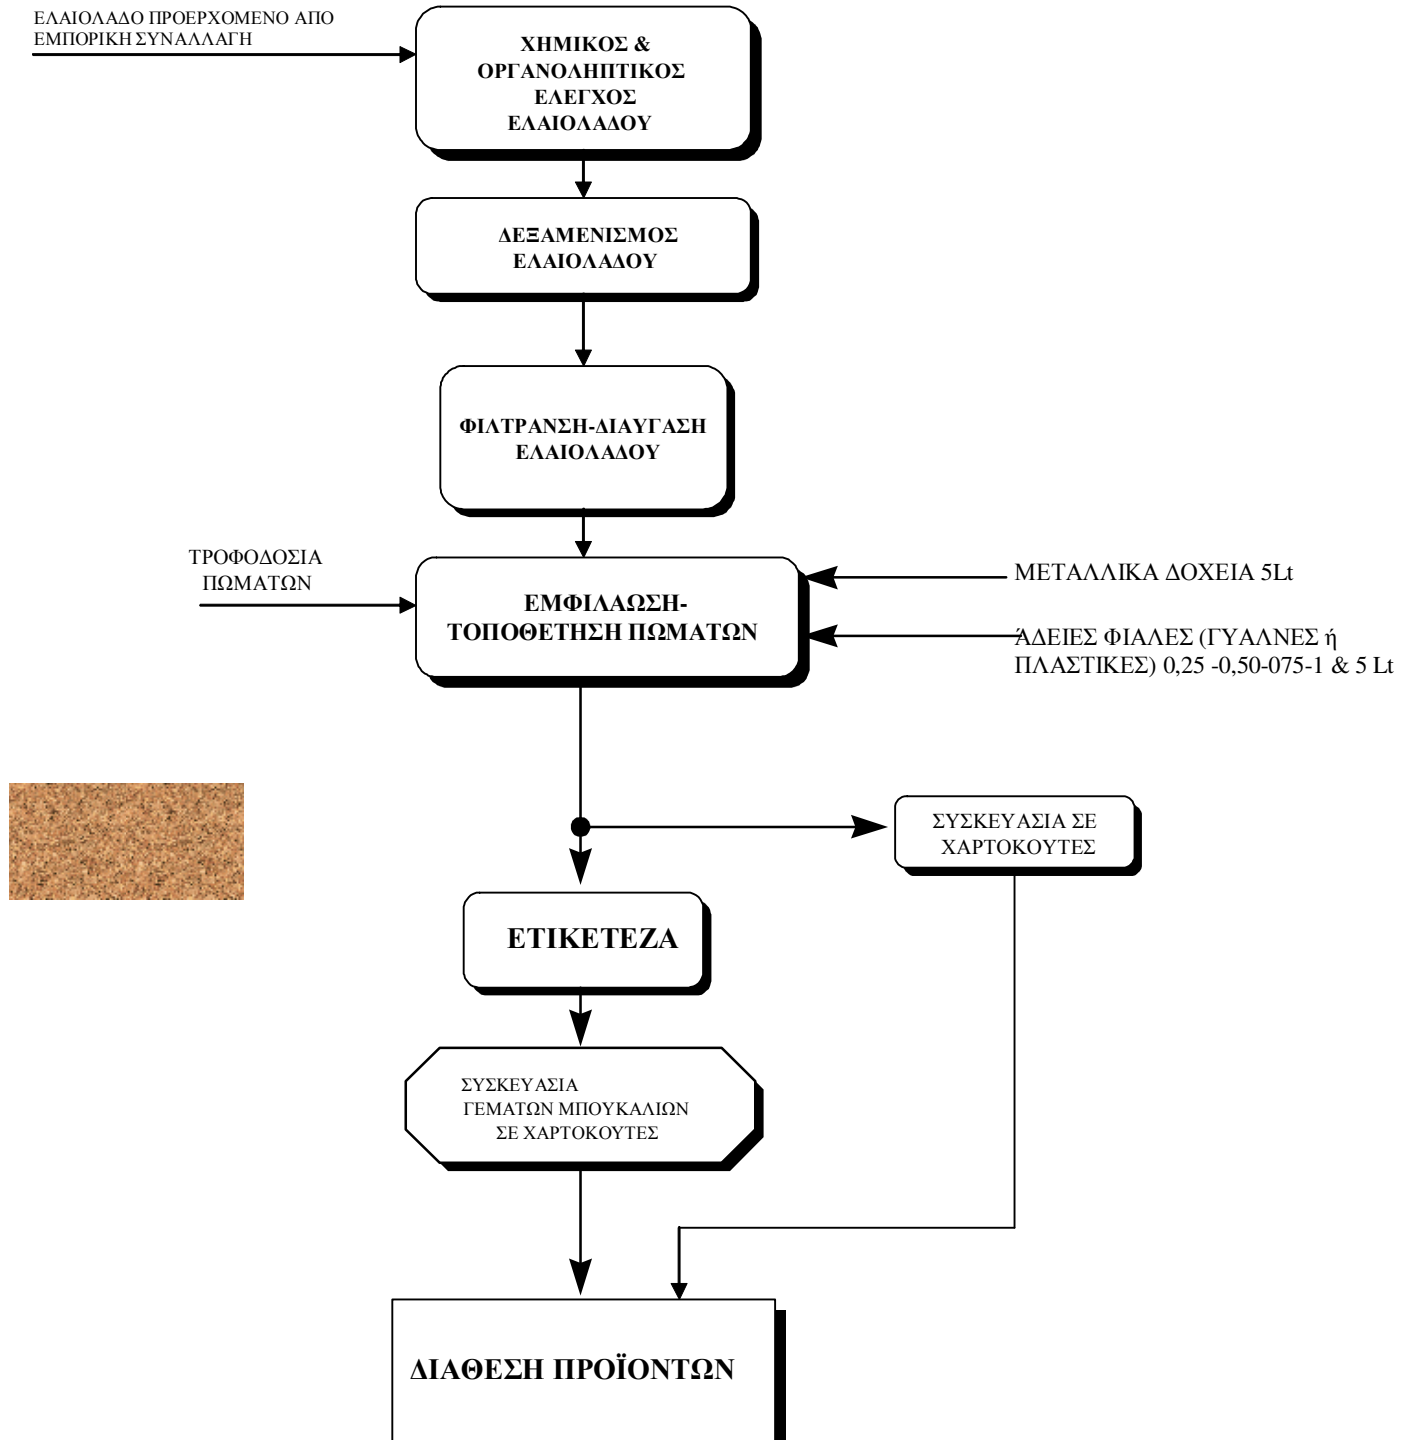 ΕΛΑΙΟΛΑΔΟ ΠΡΟΕΡΧΟΜΕΝΟ ΑΠΟ
ΕΜΠΟΡΙΚΗ ΣΥΝΑΛΛΑΓΗ
ΧΗΜΙΚΟΣ &
ΟΡΓΑΝΟΛΗΠΤΙΚΟΣ
ΕΛΕΓΧΟΣ
ΕΛΑΙΟΛΑΔΟΥ
ΔΕΞΑΜΕΝΙΣΜΟΣ
ΕΛΑΙΟΛΑΔΟΥ
ΦΙΛΤΡΑΝΣΗ-ΔΙΑΥΓΑΣΗ
ΕΛΑΙΟΛΑΔΟΥ
ΤΡΟΦΟΔΟΣΙΑ
ΠΩΜΑΤΩΝ
ΕΜΦΙΛΑΩΣΗ-
ΤΟΠΟΘΕΤΗΣΗ ΠΩΜΑΤΩΝ
ΜΕΤΑΛΛΙΚΑ ΔΟΧΕΙΑ 5Lt
ΆΔΕΙΕΣ ΦΙΑΛΕΣ (ΓΥΑΛΝΕΣ ή
ΠΛΑΣΤΙΚΕΣ) 0,25 -0,50-075-1 & 5 Lt
ΣΥΣΚΕΥΑΣΙΑ ΣΕ
ΧΑΡΤΟΚΟΥΤΕΣ
ΕΤΙΚΕΤΕΖΑ
ΣΥΣΚΕΥΑΣΙΑ
ΓΕΜΑΤΩΝ ΜΠΟΥΚΑΛΙΩΝ
ΣΕ ΧΑΡΤΟΚΟΥΤΕΣ
ΔΙΑΘΕΣΗ ΠΡΟΪΟΝΤΩΝ